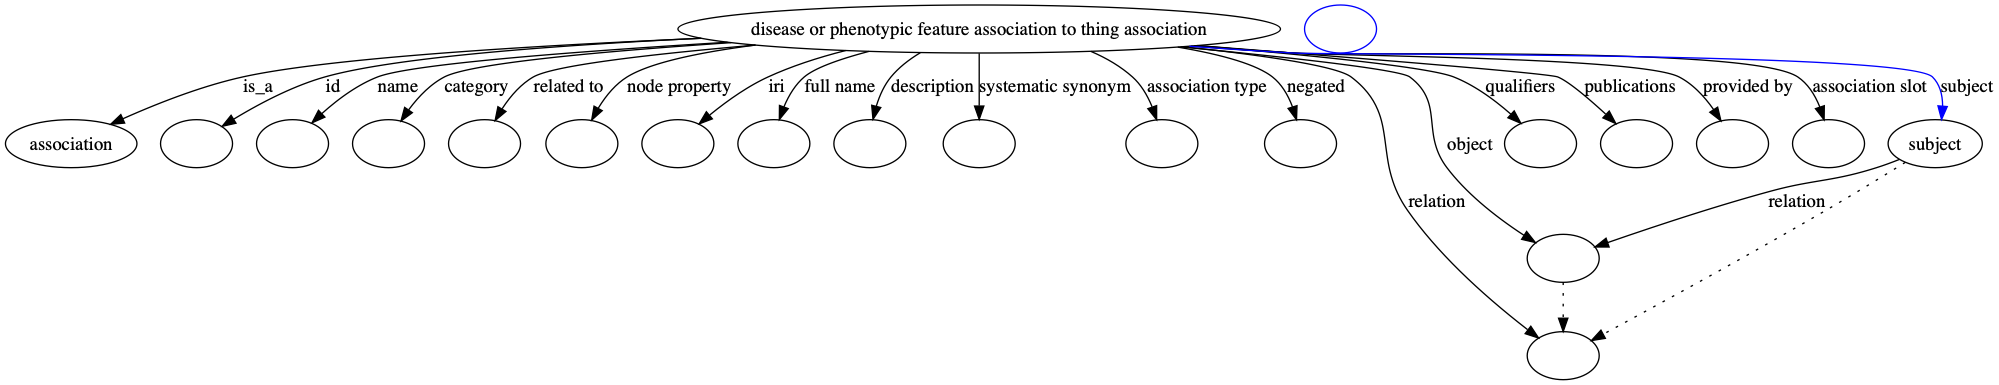 disease or phenotypic feature association to thing association
is_a
id
name
category
related to
node property
iri
full name
description
systematic synonym
association type
negated
qualifiers
publications
provided by
association slot
subject
association
object
subject
relation
relation